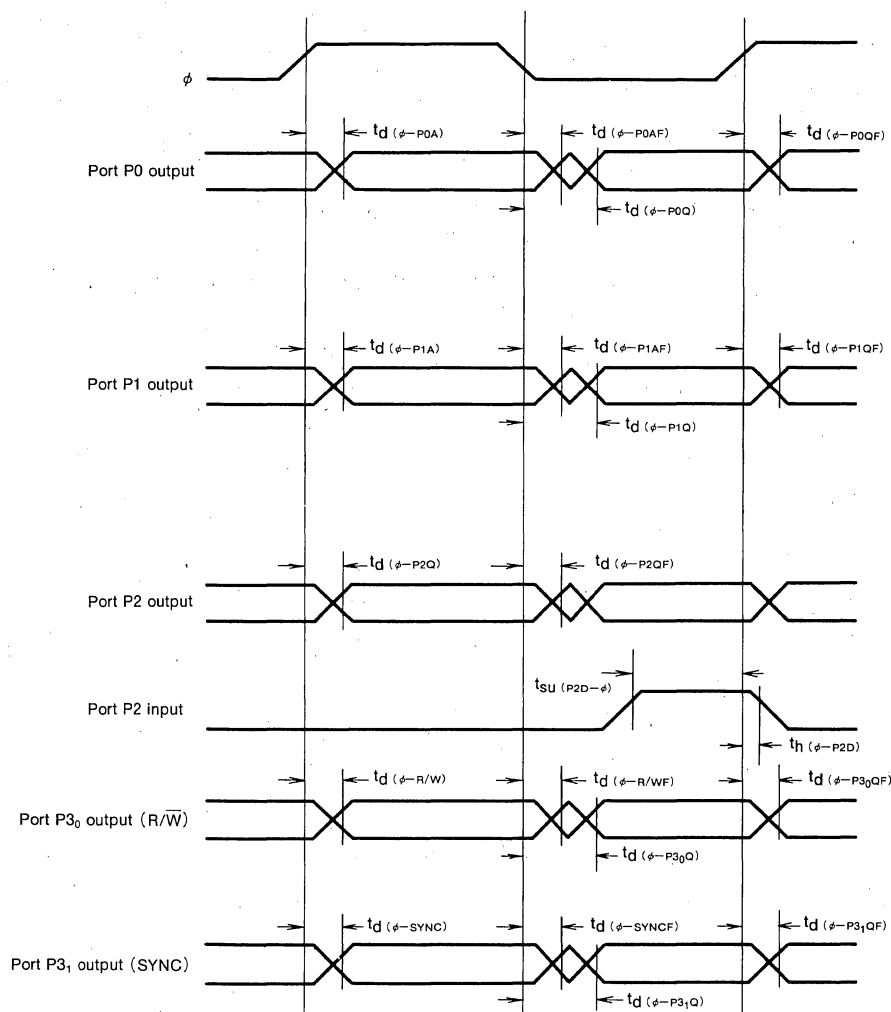 φ
td (φ−P0A)
td (φ−P0AF)
td (φ−P0QF)
Port P0 output
td (φ−P0Q)
td (φ−P1A)
td (φ−P1AF)
td (φ−P1QF)
Port P1 output
td (φ−P1Q)
td (φ−P2Q)
td (φ−P2QF)
Port P2 output
tsu (P2D−φ)
Port P2 input
th (φ−P2D)
td (φ−R/W)
td (φ−R/WF)
td (φ−P3₀QF)
Port P3₀ output (R/W̅)
td (φ−P3₀Q)
td (φ−SYNC)
td (φ−SYNCF)
td (φ−P3₁QF)
Port P3₁ output (SYNC)
td (φ−P3₁Q)